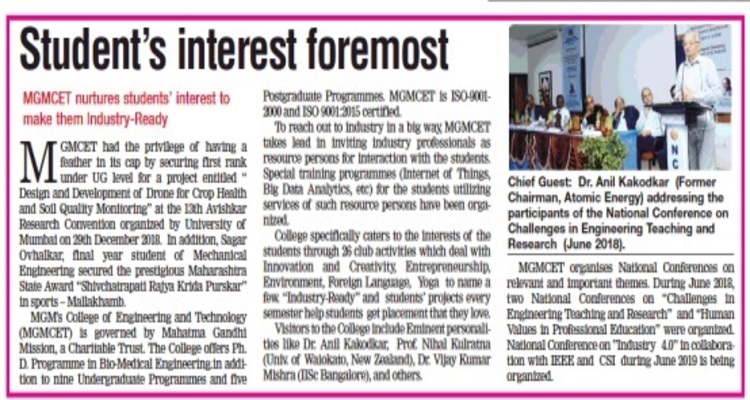 Student's interest foremost
MGMCET nurtures students' interest to
make them Industry-Ready
MGMCET had the privilege of having a
feather in its cap by securing first rank
under UG level for a project entitled "
Design and Development of Drone for Crop Health
and Soil Quality Monitoring" at the 13th Avishkar
Research Convention organized by University of
Mumbai on 29th December 2018. In addition, Sagar
Ovhalkar, final year student of Mechanical
Engineering secured the prestigious Maharashtra
State Award "Shivchatrapati Rajya Krida Purskar"
in sports – Mallakhamb.
MGM's College of Engineering and Technology
(MGMCET) is governed by Mahatma Gandhi
Mission, a Charitable Trust. The College offers Ph.
D. Programme in Bio-Medical Engineering.in addi-
tion to nine Undergraduate Programmes and five
Postgraduate Programmes. MGMCET is ISO-9001-
2000 and ISO 9001:2015 certified.
To reach out to industry in a big way, MGMCET
takes lead in inviting industry professionals as
resource persons for interaction with the students.
Special training programmes (Internet of Things,
Big Data Analytics, etc) for the students utilizing
services of such resource persons have been orga-
nized.
College specifically caters to the interests of the
students through 26 club activities which deal with
Innovation and Creativity, Entrepreneurship,
Environment, Foreign Language, Yoga to name a
few. "Industry-Ready" and students' projects every
semester help students get placement that they love.
Visitors to the College include Eminent personali-
ties like Dr. Anil Kakodkar, Prof. Nihal Kulratna
(Univ. of Waiokato, New Zealand), Dr. Vijay Kumar
Mishra (IISc Bangalore), and others.
N
C
Chief Guest: Dr. Anil Kakodkar (Former
Chairman, Atomic Energy) addressing the
participants of the National Conference on
Challenges in Engineering Teaching and
Research (June 2018).
MGMCET organises National Conferences on
relevant and important themes. During June 2018,
two National Conferences on "Challenges in
Engineering Teaching and Research" and "Human
Values in Professional Education" were organized.
National Conference on "Industry 4.0" in collabora-
tion with IEEE and CSI during June 2019 is being
organized.